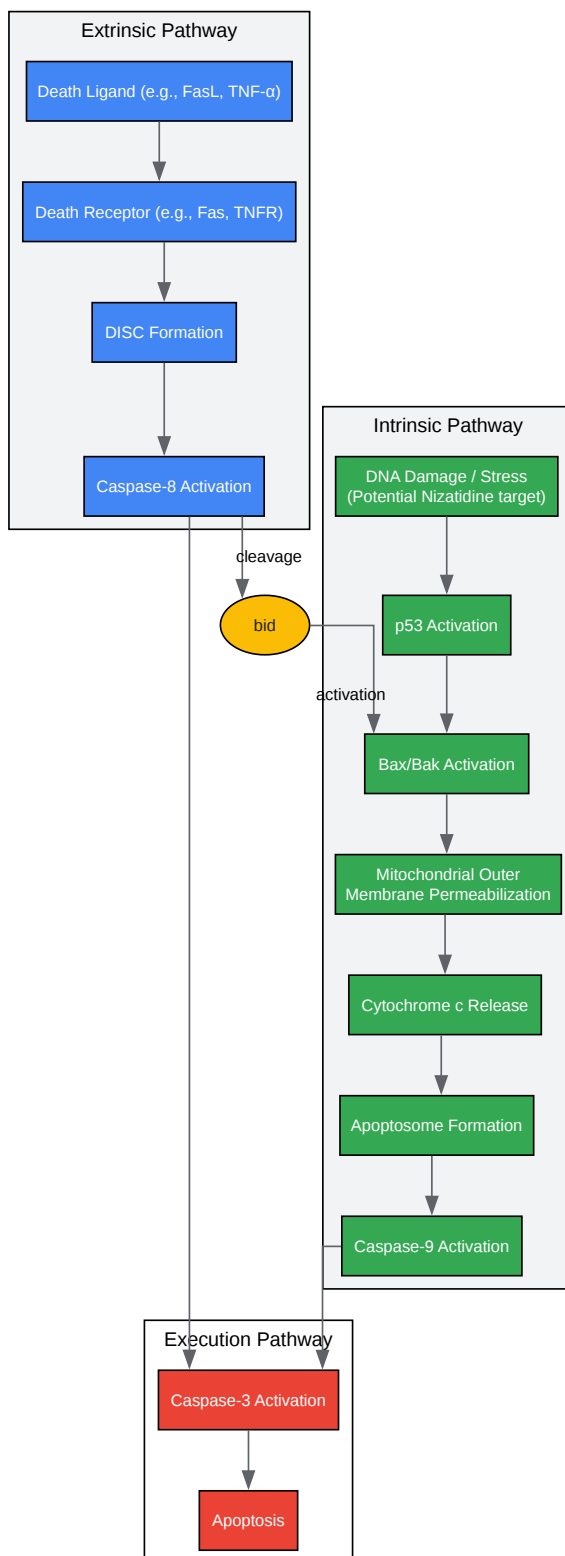 Extrinsic Pathway
Death Ligand (e.g., FasL, TNF-α)
Death Receptor (e.g., Fas, TNFR)
DISC Formation
Caspase-8 Activation
cleavage
bid
activation
Intrinsic Pathway
DNA Damage / Stress
(Potential Nizatidine target)
p53 Activation
Bax/Bak Activation
Mitochondrial Outer
Membrane Permeabilization
Cytochrome c Release
Apoptosome Formation
Caspase-9 Activation
Execution Pathway
Caspase-3 Activation
Apoptosis